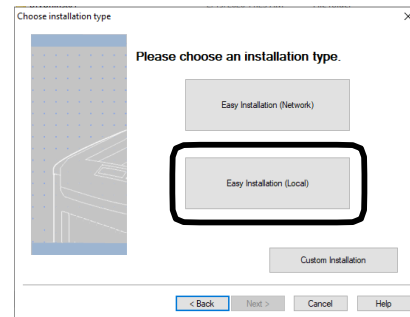 Choose installation type
Please choose an installation type.
Easy Installation (Network)
Easy Installation (Local)
Custom Installation
< Back Next > Cancel Help